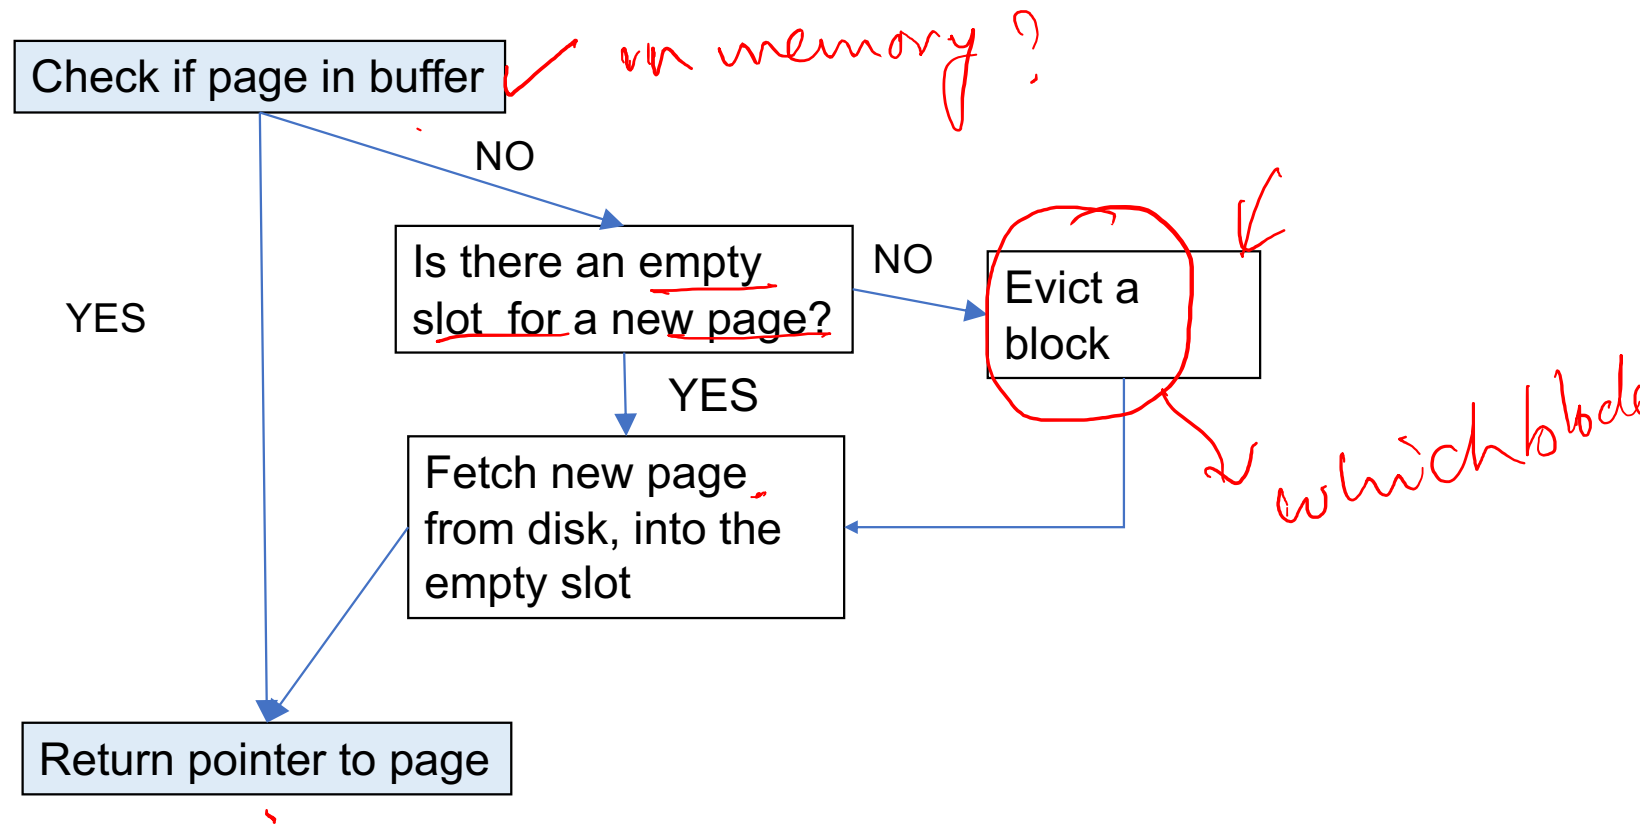 Check if page in buffer
in memory?
NO
Is there an empty
slot for a new page?
NO
Evict a
block
YES
YES
Fetch new page
from disk, into the
empty slot
which block
Return pointer to page